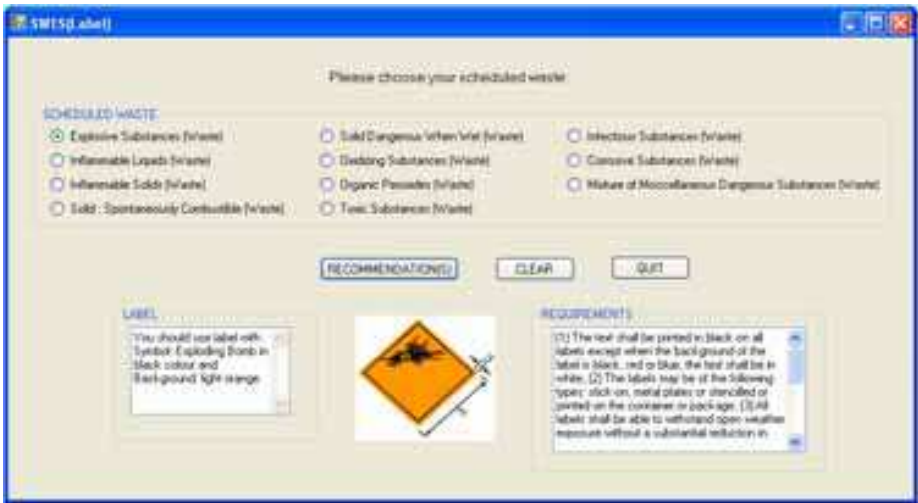 SWIS(Label)
Please choose your scheduled waste
SCHEDULED WASTE
Explosive Substances (Waste)
Solid Dangerous When Wet (Waste)
Infectious Substances (Waste)
Inflammable Liquids (Waste)
Oxidizing Substances (Waste)
Corrosive Substances (Waste)
Inflammable Solids (Waste)
Organic Peroxides (Waste)
Mixture of Miscellaneous Dangerous Substances (Waste)
Solid : Spontaneously Combustible (Waste)
Toxic Substances (Waste)
RECOMMENDATION(S)
CLEAR
QUIT
LABEL
You should use label with
Symbol: Exploding Bomb in
black colour and
Background: light orange
REQUIREMENTS
(1) The text shall be printed in black on all
labels except when the background of the
label is black, red or blue, the text shall be in
white. (2) The labels may be of the following
types: stick-on, metal plates or stencilled or
printed on the container or package. (3) All
labels shall be able to withstand open weather
exposure without a substantial reduction in